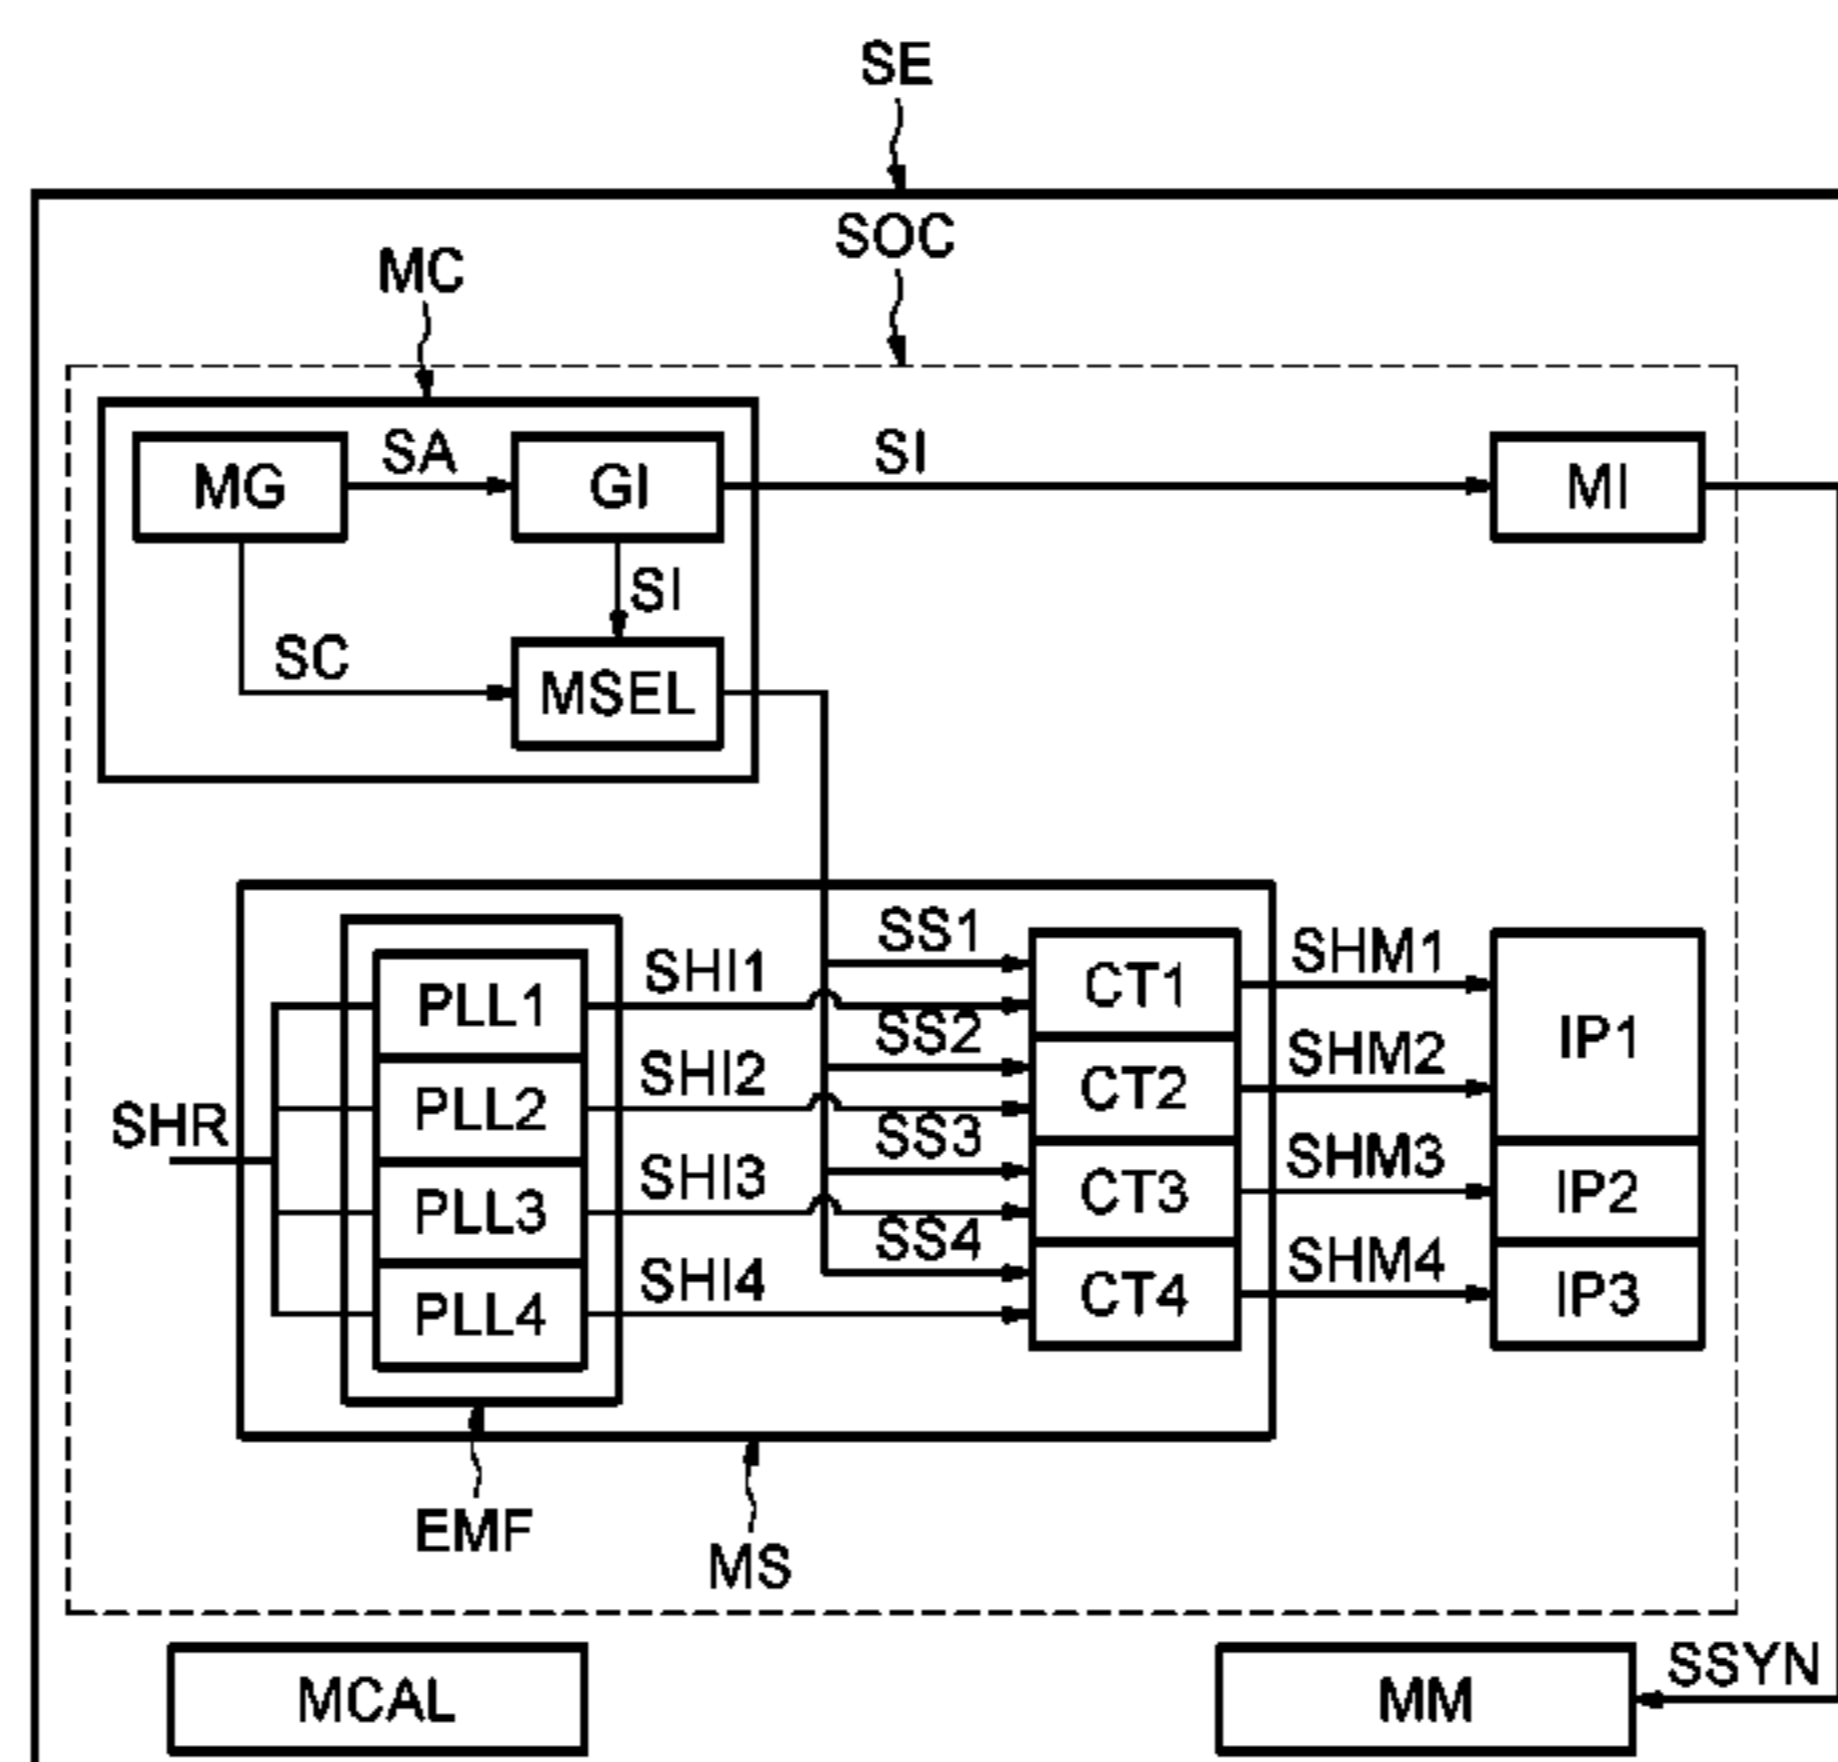 SE
SOC
MC
MG
SA
GI
SI
MI
SI
SC
MSEL
SS1
SHI1
CT1
SHM1
IP1
PLL1
SS2
SHI2
CT2
SHM2
PLL2
SHR
SS3
SHI3
CT3
SHM3
IP2
PLL3
SS4
SHI4
CT4
SHM4
IP3
PLL4
EMF
MS
MCAL
MM
SSYN